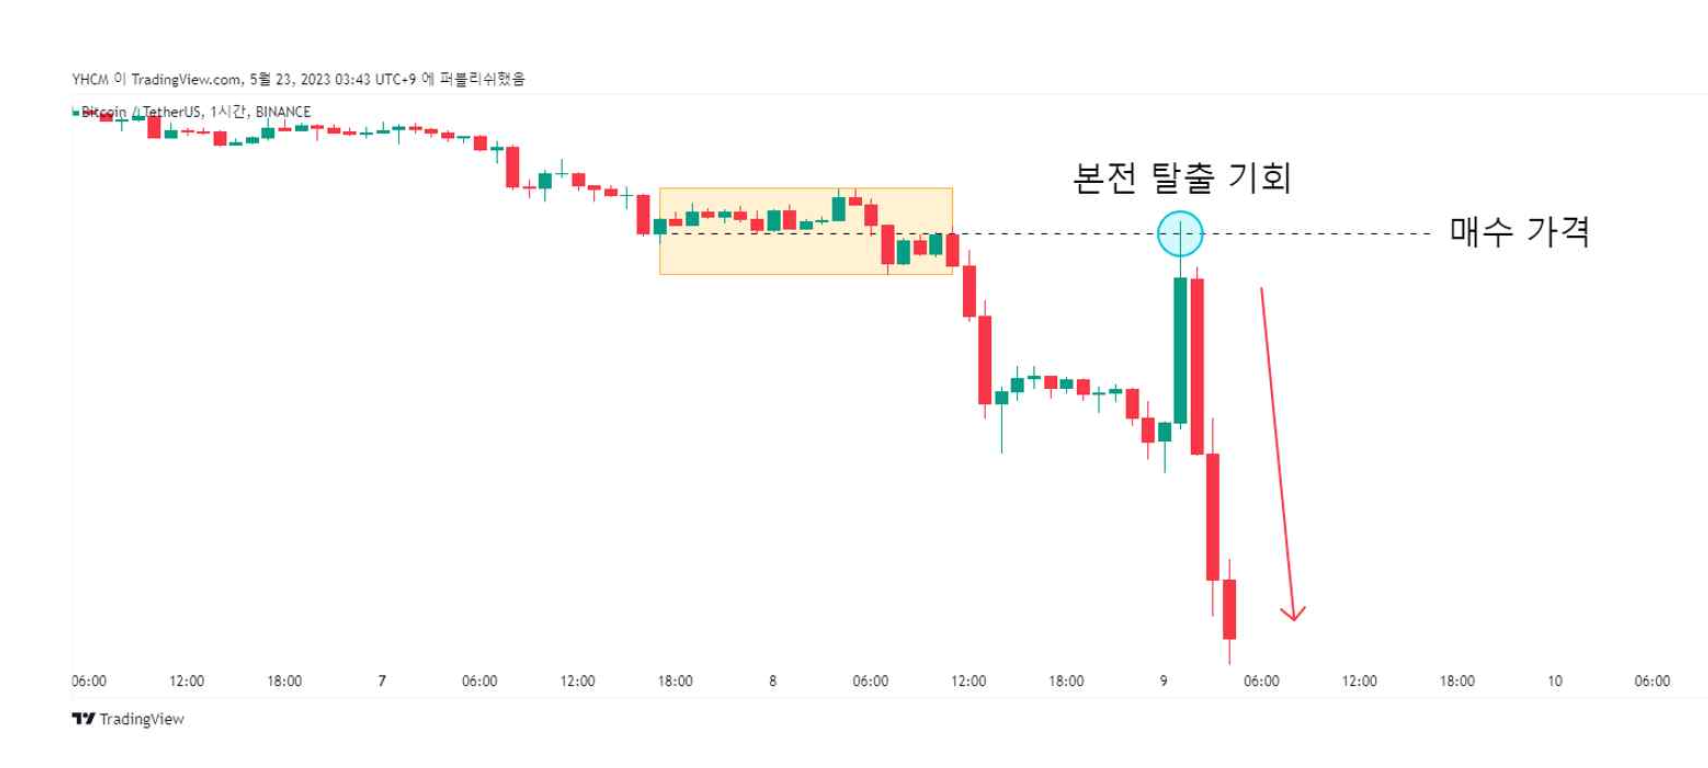 YHCM 이 TradingView.com, 5월 23, 2023 03:43 UTC+9 에 퍼블리쉬했음
Bitcoin / TetherUS, 1시간, BINANCE
본전 탈출 기회
매수 가격
06:00 12:00 18:00 7 06:00 12:00 18:00 8 06:00 12:00 18:00 9 06:00 12:00 18:00 10 06:00
TradingView